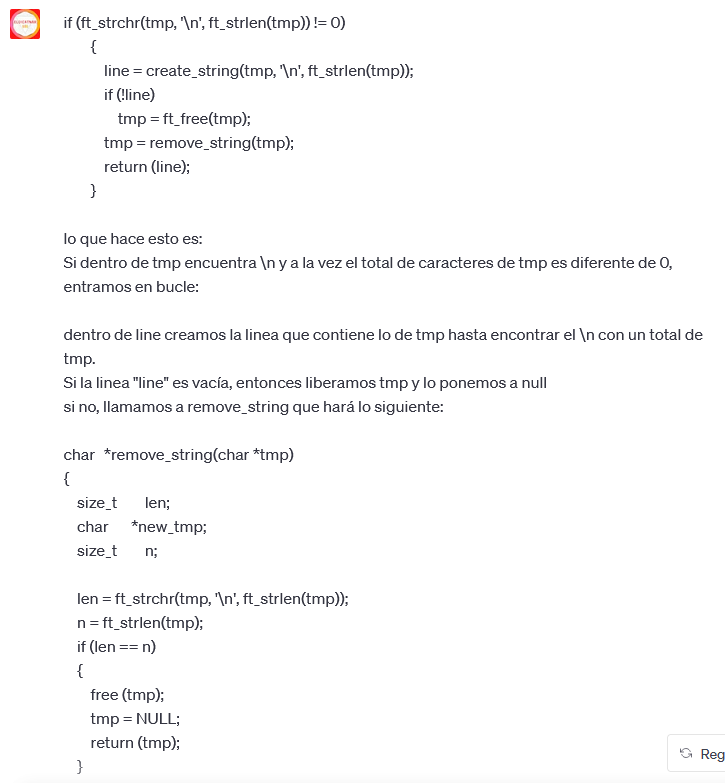 if (ft_strchr(tmp, '\n', ft_strlen(tmp)) != 0)
{
line = create_string(tmp, '\n', ft_strlen(tmp));
if (!line)
tmp = ft_free(tmp);
tmp = remove_string(tmp);
return (line);
}
lo que hace esto es:
Si dentro de tmp encuentra \n y a la vez el total de caracteres de tmp es diferente de 0,
entramos en bucle:
dentro de line creamos la linea que contiene lo de tmp hasta encontrar el \n con un total de
tmp.
Si la linea "line" es vacía, entonces liberamos tmp y lo ponemos a null
si no, llamamos a remove_string que hará lo siguiente:
char *remove_string(char *tmp)
{
size_t len;
char *new_tmp;
size_t n;
len = ft_strchr(tmp, '\n', ft_strlen(tmp));
n = ft_strlen(tmp);
if (len == n)
{
free (tmp);
tmp = NULL;
return (tmp);
}
Reg